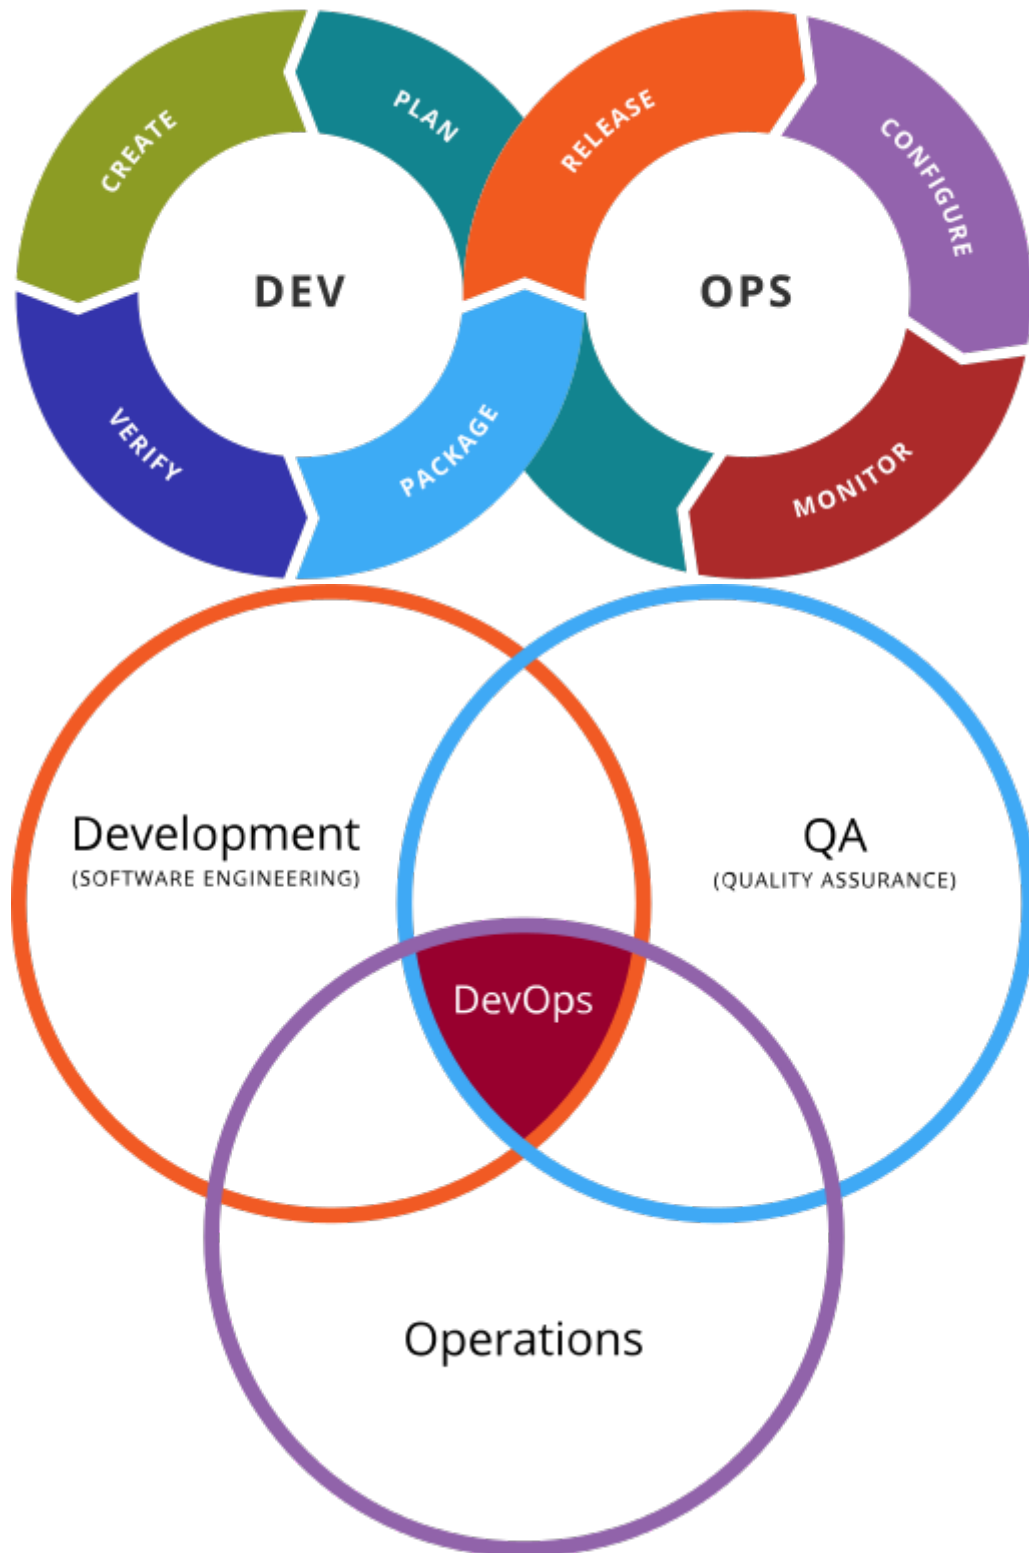 PLAN
CREATE
RELEASE
CONFIGURE
DEV
OPS
VERIFY
PACKAGE
MONITOR
Development
(SOFTWARE ENGINEERING)
QA
(QUALITY ASSURANCE)
DevOps
Operations